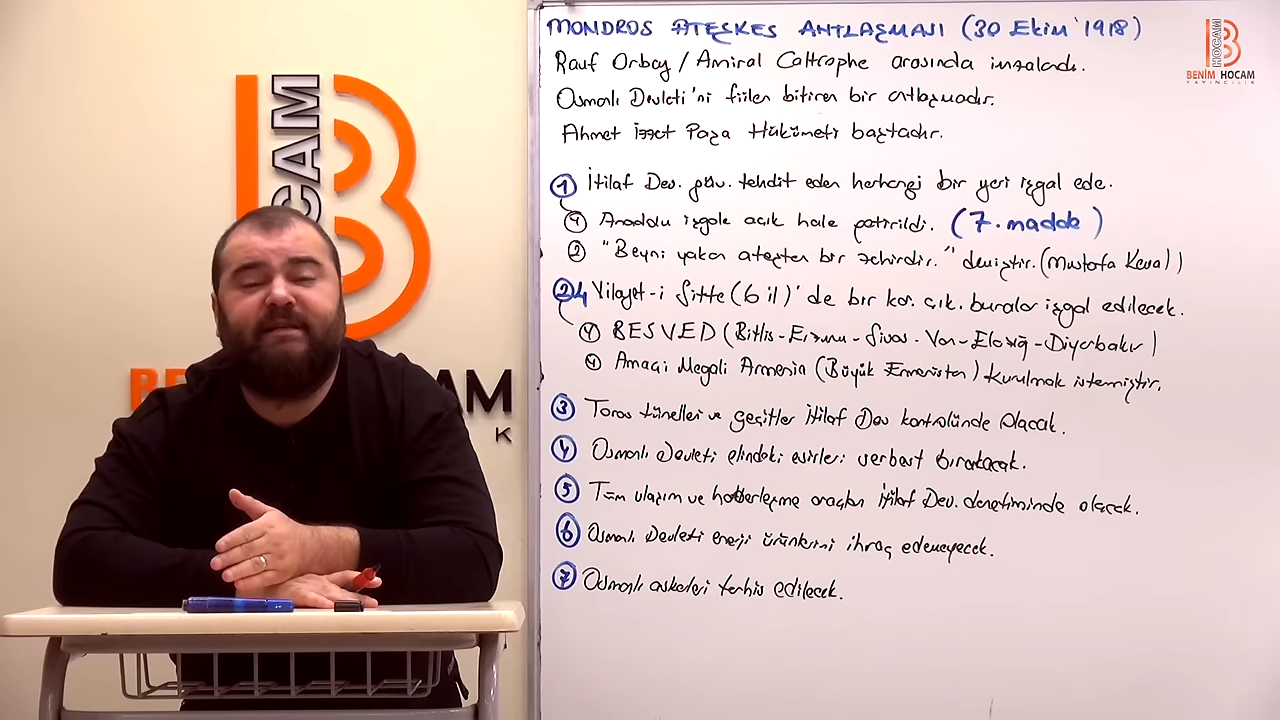 MONDROS ATEŞKES ANTLAŞMASI (30 Ekim 1918)
Rauf Orbay / Amiral Caltrophe arasında imzalandı.
Osmanlı Devleti'ni fiilen bitiren bir antlaşmadır.
Ahmet İzzet Paşa Hükümeti baştadır.
1 İtilaf Dev. güv. tehdit eden herhangi bir yeri işgal ede.
Anadolu işgale açık hale getirildi. (7. madde)
"Beyni yakan ateşten bir zehirdir." demiştir. (Mustafa Kemal)
24 Vilayet-i Sitte (6 il)'de bir kar. çık. buralar işgal edilecek.
BESVED (Bitlis - Erzurum - Sivas - Van - Elazığ - Diyarbakır)
Amaç; Megali Armenia (Büyük Ermenistan) kurulmak istemiştir.
3 Toros tünelleri ve geçitler İtilaf Dev kontrolünde olacak.
4 Osmanlı Devleti elindeki esirleri serbest bırakacak.
5 Tüm ulaşım ve haberleşme araçları İtilaf Dev. denetiminde olacak.
6 Osmanlı Devleti enerji ürünlerini ihraç edemeyecek.
7 Osmanlı askerleri terhis edilecek.
B HOCAM
BENİM HOCAM
YAYINCILIK
CAM
BE
AM
K